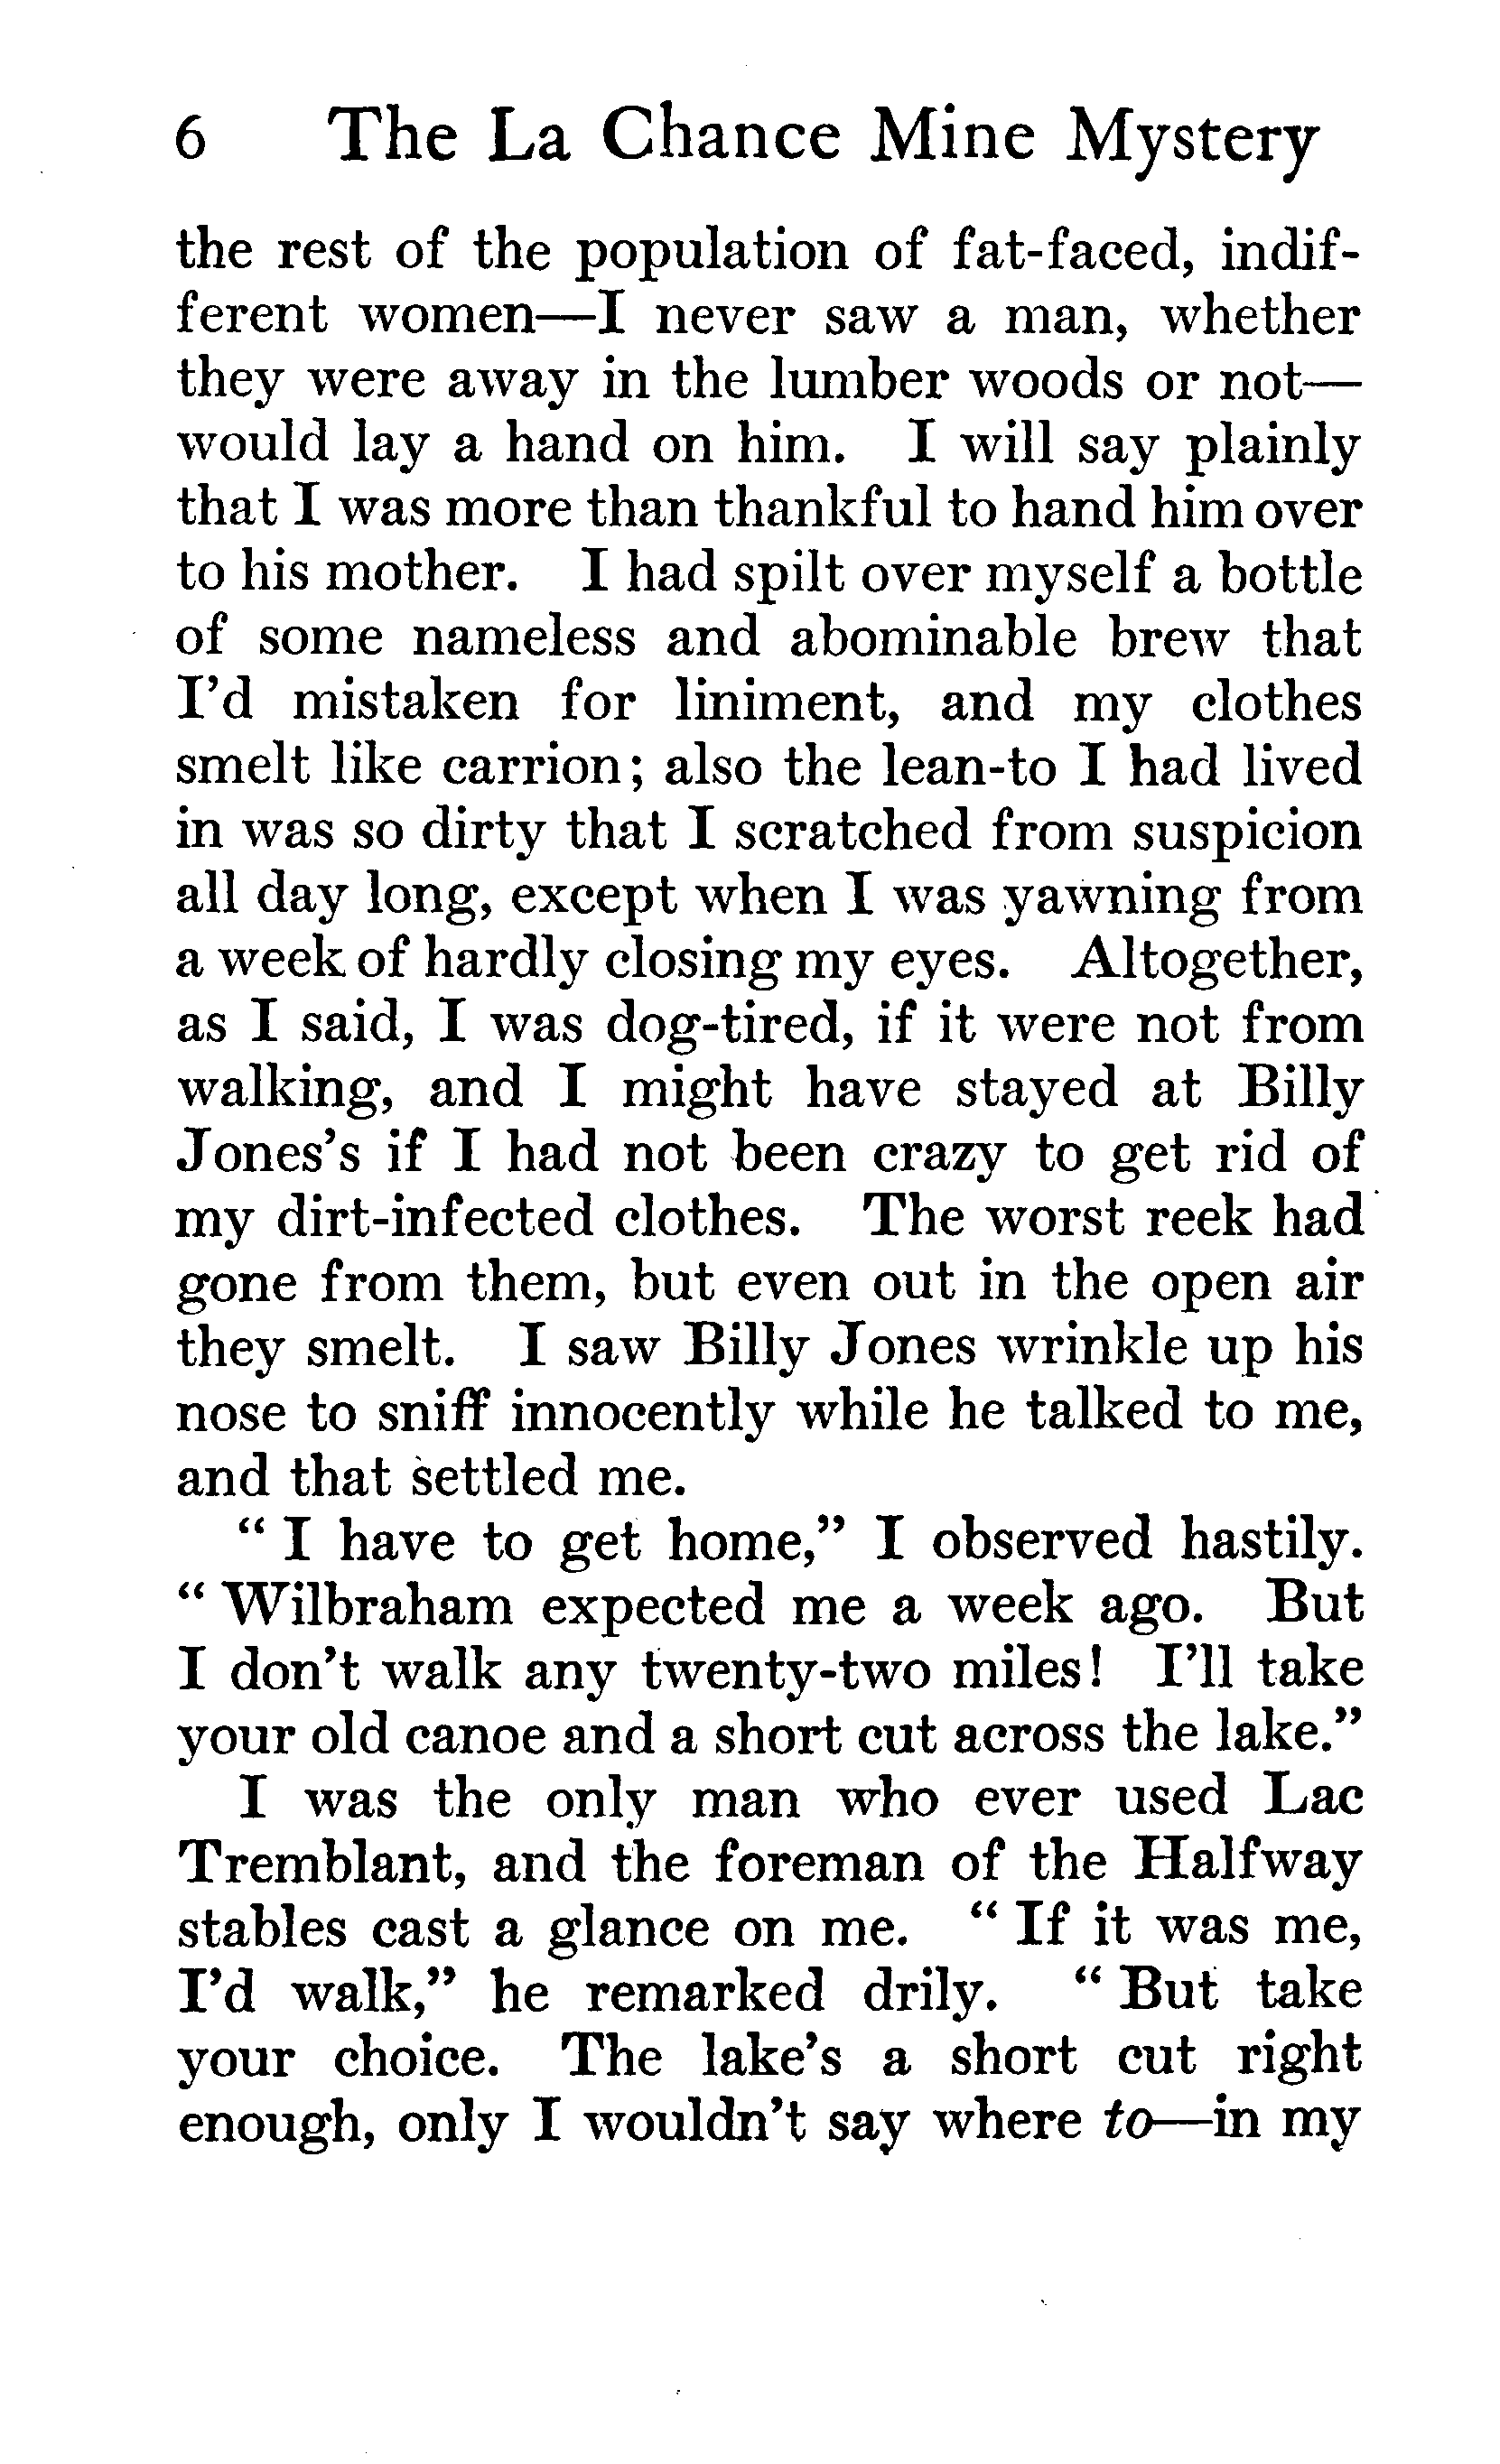 6 The La Chance Mine Mystery
the rest of the population of fat-faced, indif-
ferent women—I never saw a man, whether
they were away in the lumber woods or not—
would lay a hand on him. I will say plainly
that I was more than thankful to hand him over
to his mother. I had spilt over myself a bottle
of some nameless and abominable brew that
I'd mistaken for liniment, and my clothes
smelt like carrion; also the lean-to I had lived
in was so dirty that I scratched from suspicion
all day long, except when I was yawning from
a week of hardly closing my eyes. Altogether,
as I said, I was dog-tired, if it were not from
walking, and I might have stayed at Billy
Jones's if I had not been crazy to get rid of
my dirt-infected clothes. The worst reek had
gone from them, but even out in the open air
they smelt. I saw Billy Jones wrinkle up his
nose to sniff innocently while he talked to me,
and that settled me.
"I have to get home," I observed hastily.
"Wilbraham expected me a week ago. But
I don't walk any twenty-two miles! I'll take
your old canoe and a short cut across the lake."
I was the only man who ever used Lac
Tremblant, and the foreman of the Halfway
stables cast a glance on me. "If it was me,
I'd walk," he remarked drily. "But take
your choice. The lake's a short cut right
enough, only I wouldn't say where to—in my